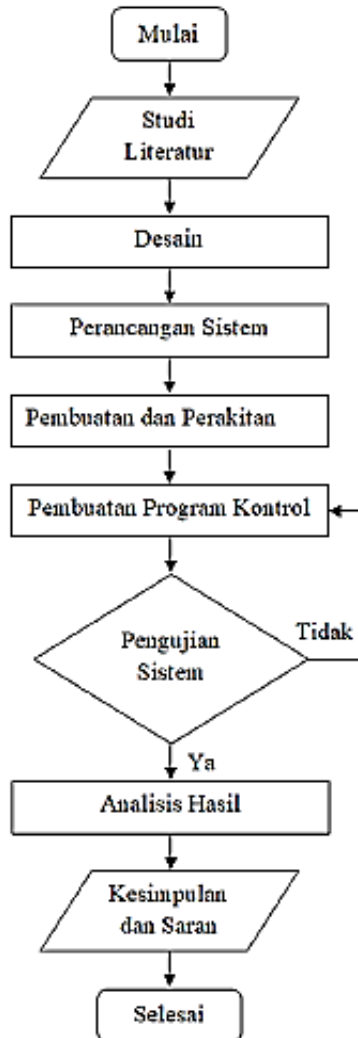 Mulai
Studi
Literatur
Desain
Perancangan Sistem
Pembuatan dan Perakitan
Pembuatan Program Kontrol
Pengujian
Sistem
Tidak
Ya
Analisis Hasil
Kesimpulan
dan Saran
Selesai